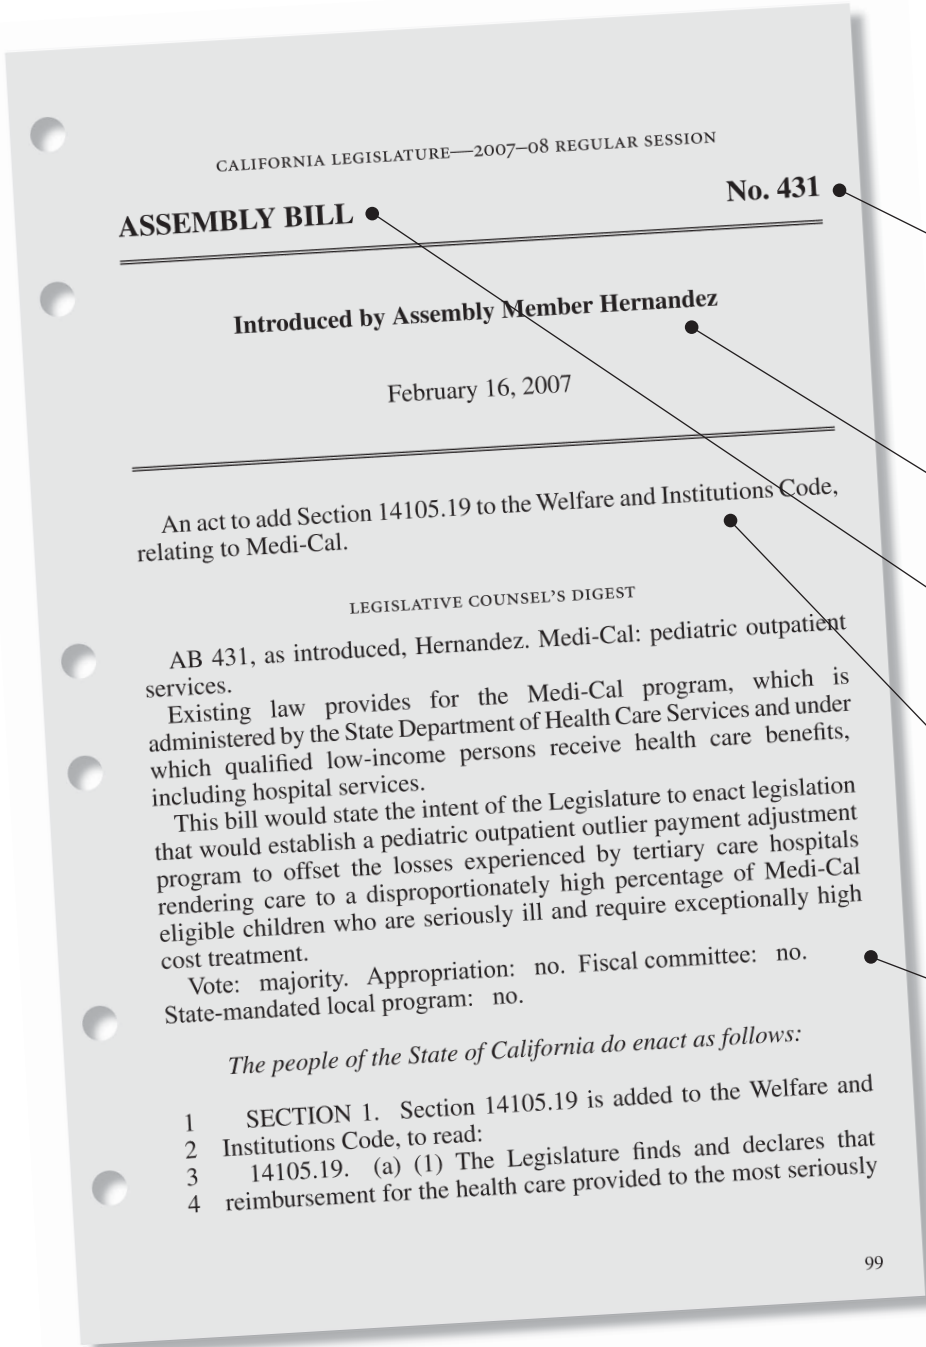 CALIFORNIA LEGISLATURE—2007–08 REGULAR SESSION
ASSEMBLY BILL No. 431
Introduced by Assembly Member Hernandez
February 16, 2007
An act to add Section 14105.19 to the Welfare and Institutions Code,
relating to Medi-Cal.
LEGISLATIVE COUNSEL'S DIGEST
AB 431, as introduced, Hernandez. Medi-Cal: pediatric outpatient
services.
Existing law provides for the Medi-Cal program, which is
administered by the State Department of Health Care Services and under
which qualified low-income persons receive health care benefits,
including hospital services.
This bill would state the intent of the Legislature to enact legislation
that would establish a pediatric outpatient outlier payment adjustment
program to offset the losses experienced by tertiary care hospitals
rendering care to a disproportionately high percentage of Medi-Cal
eligible children who are seriously ill and require exceptionally high
cost treatment.
Vote: majority. Appropriation: no. Fiscal committee: no.
State-mandated local program: no.
The people of the State of California do enact as follows:
1 SECTION 1. Section 14105.19 is added to the Welfare and
2 Institutions Code, to read:
3 14105.19. (a) (1) The Legislature finds and declares that
4 reimbursement for the health care provided to the most seriously
99